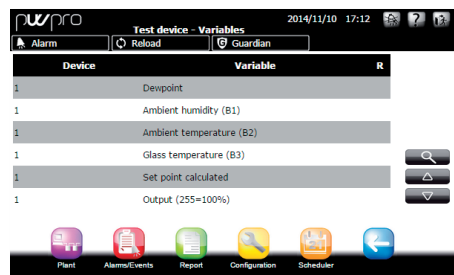 pwpro
Test device - Variables
2014/11/10 17:12
Alarm
Reload
Guardian
Device Variable R
1 Dewpoint
1 Ambient humidity (B1)
1 Ambient temperature (B2)
1 Glass temperature (B3)
1 Set point calculated
1 Output (255=100%)
Plant
Alarms/Events
Report
Configuration
Scheduler